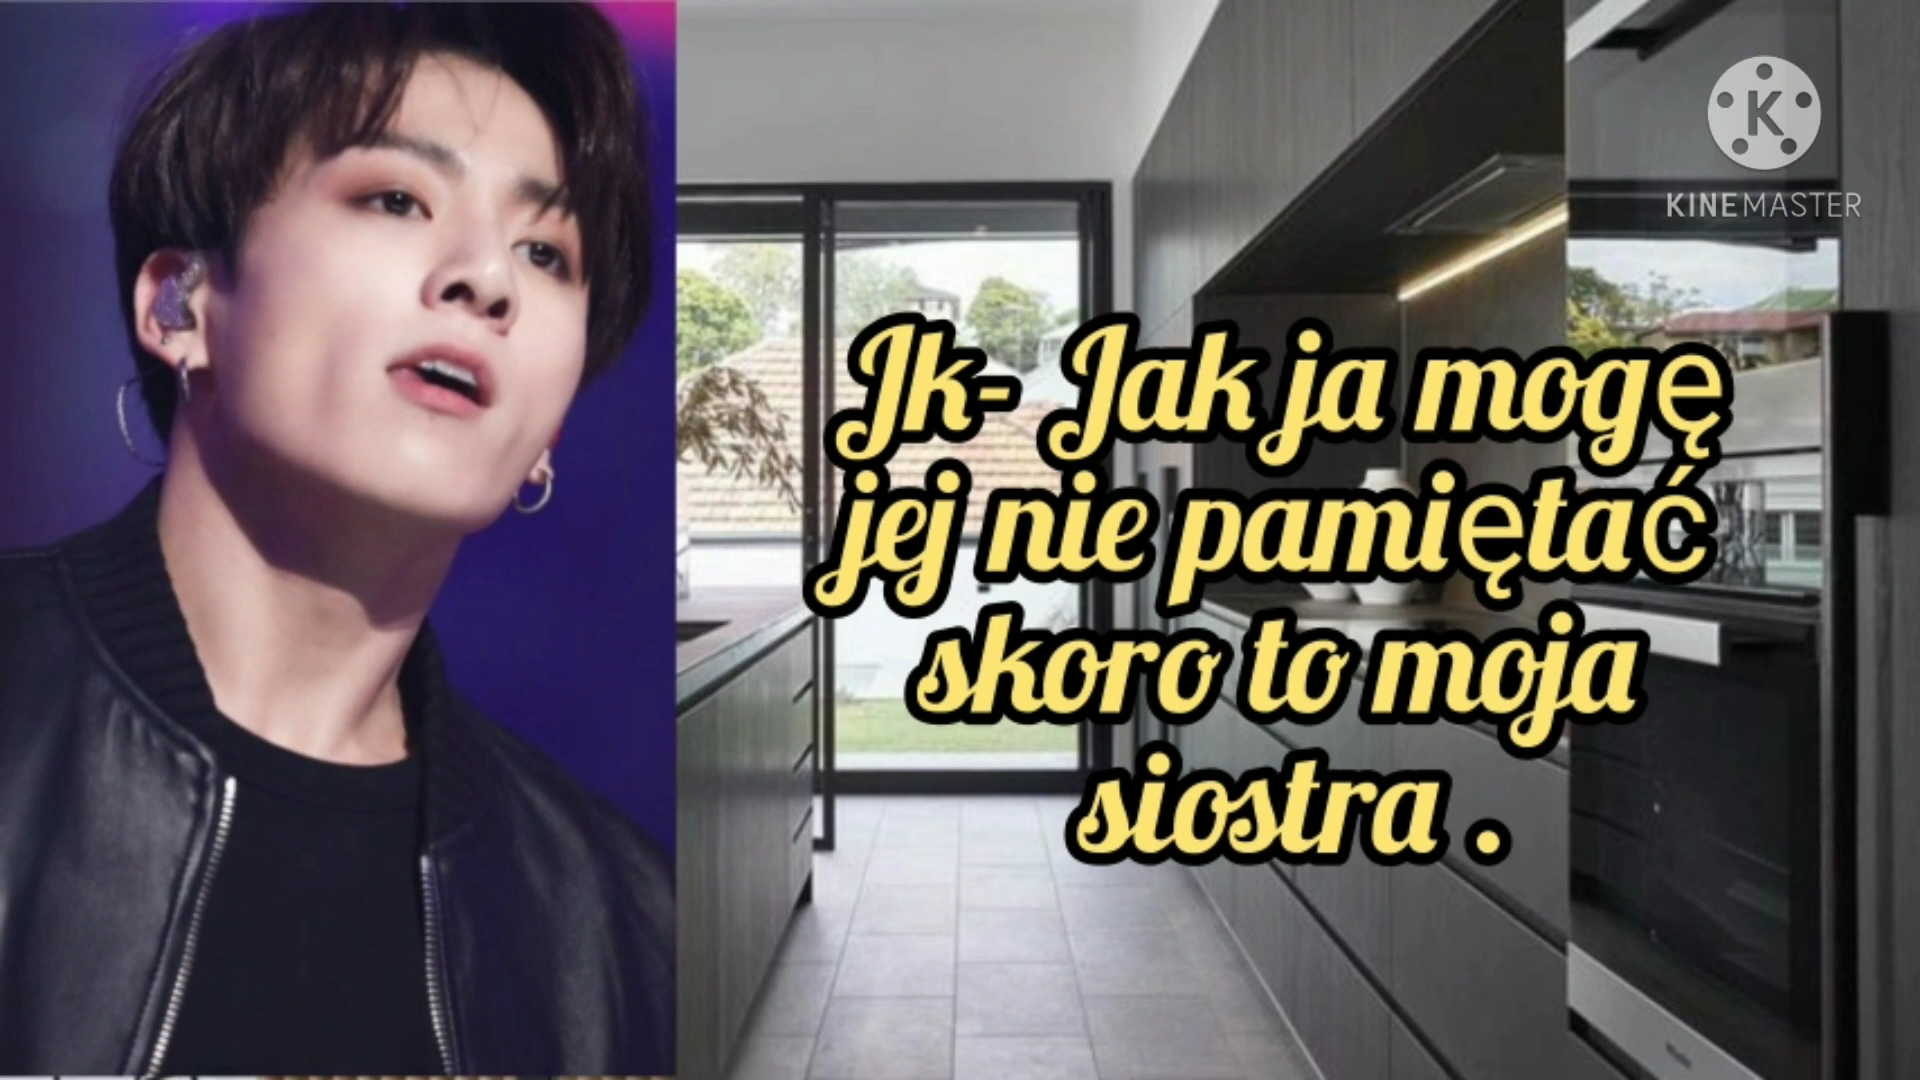 KINEMASTER
Jk- Jak ja mogę
jej nie pamiętać
skoro to moja
siostra .